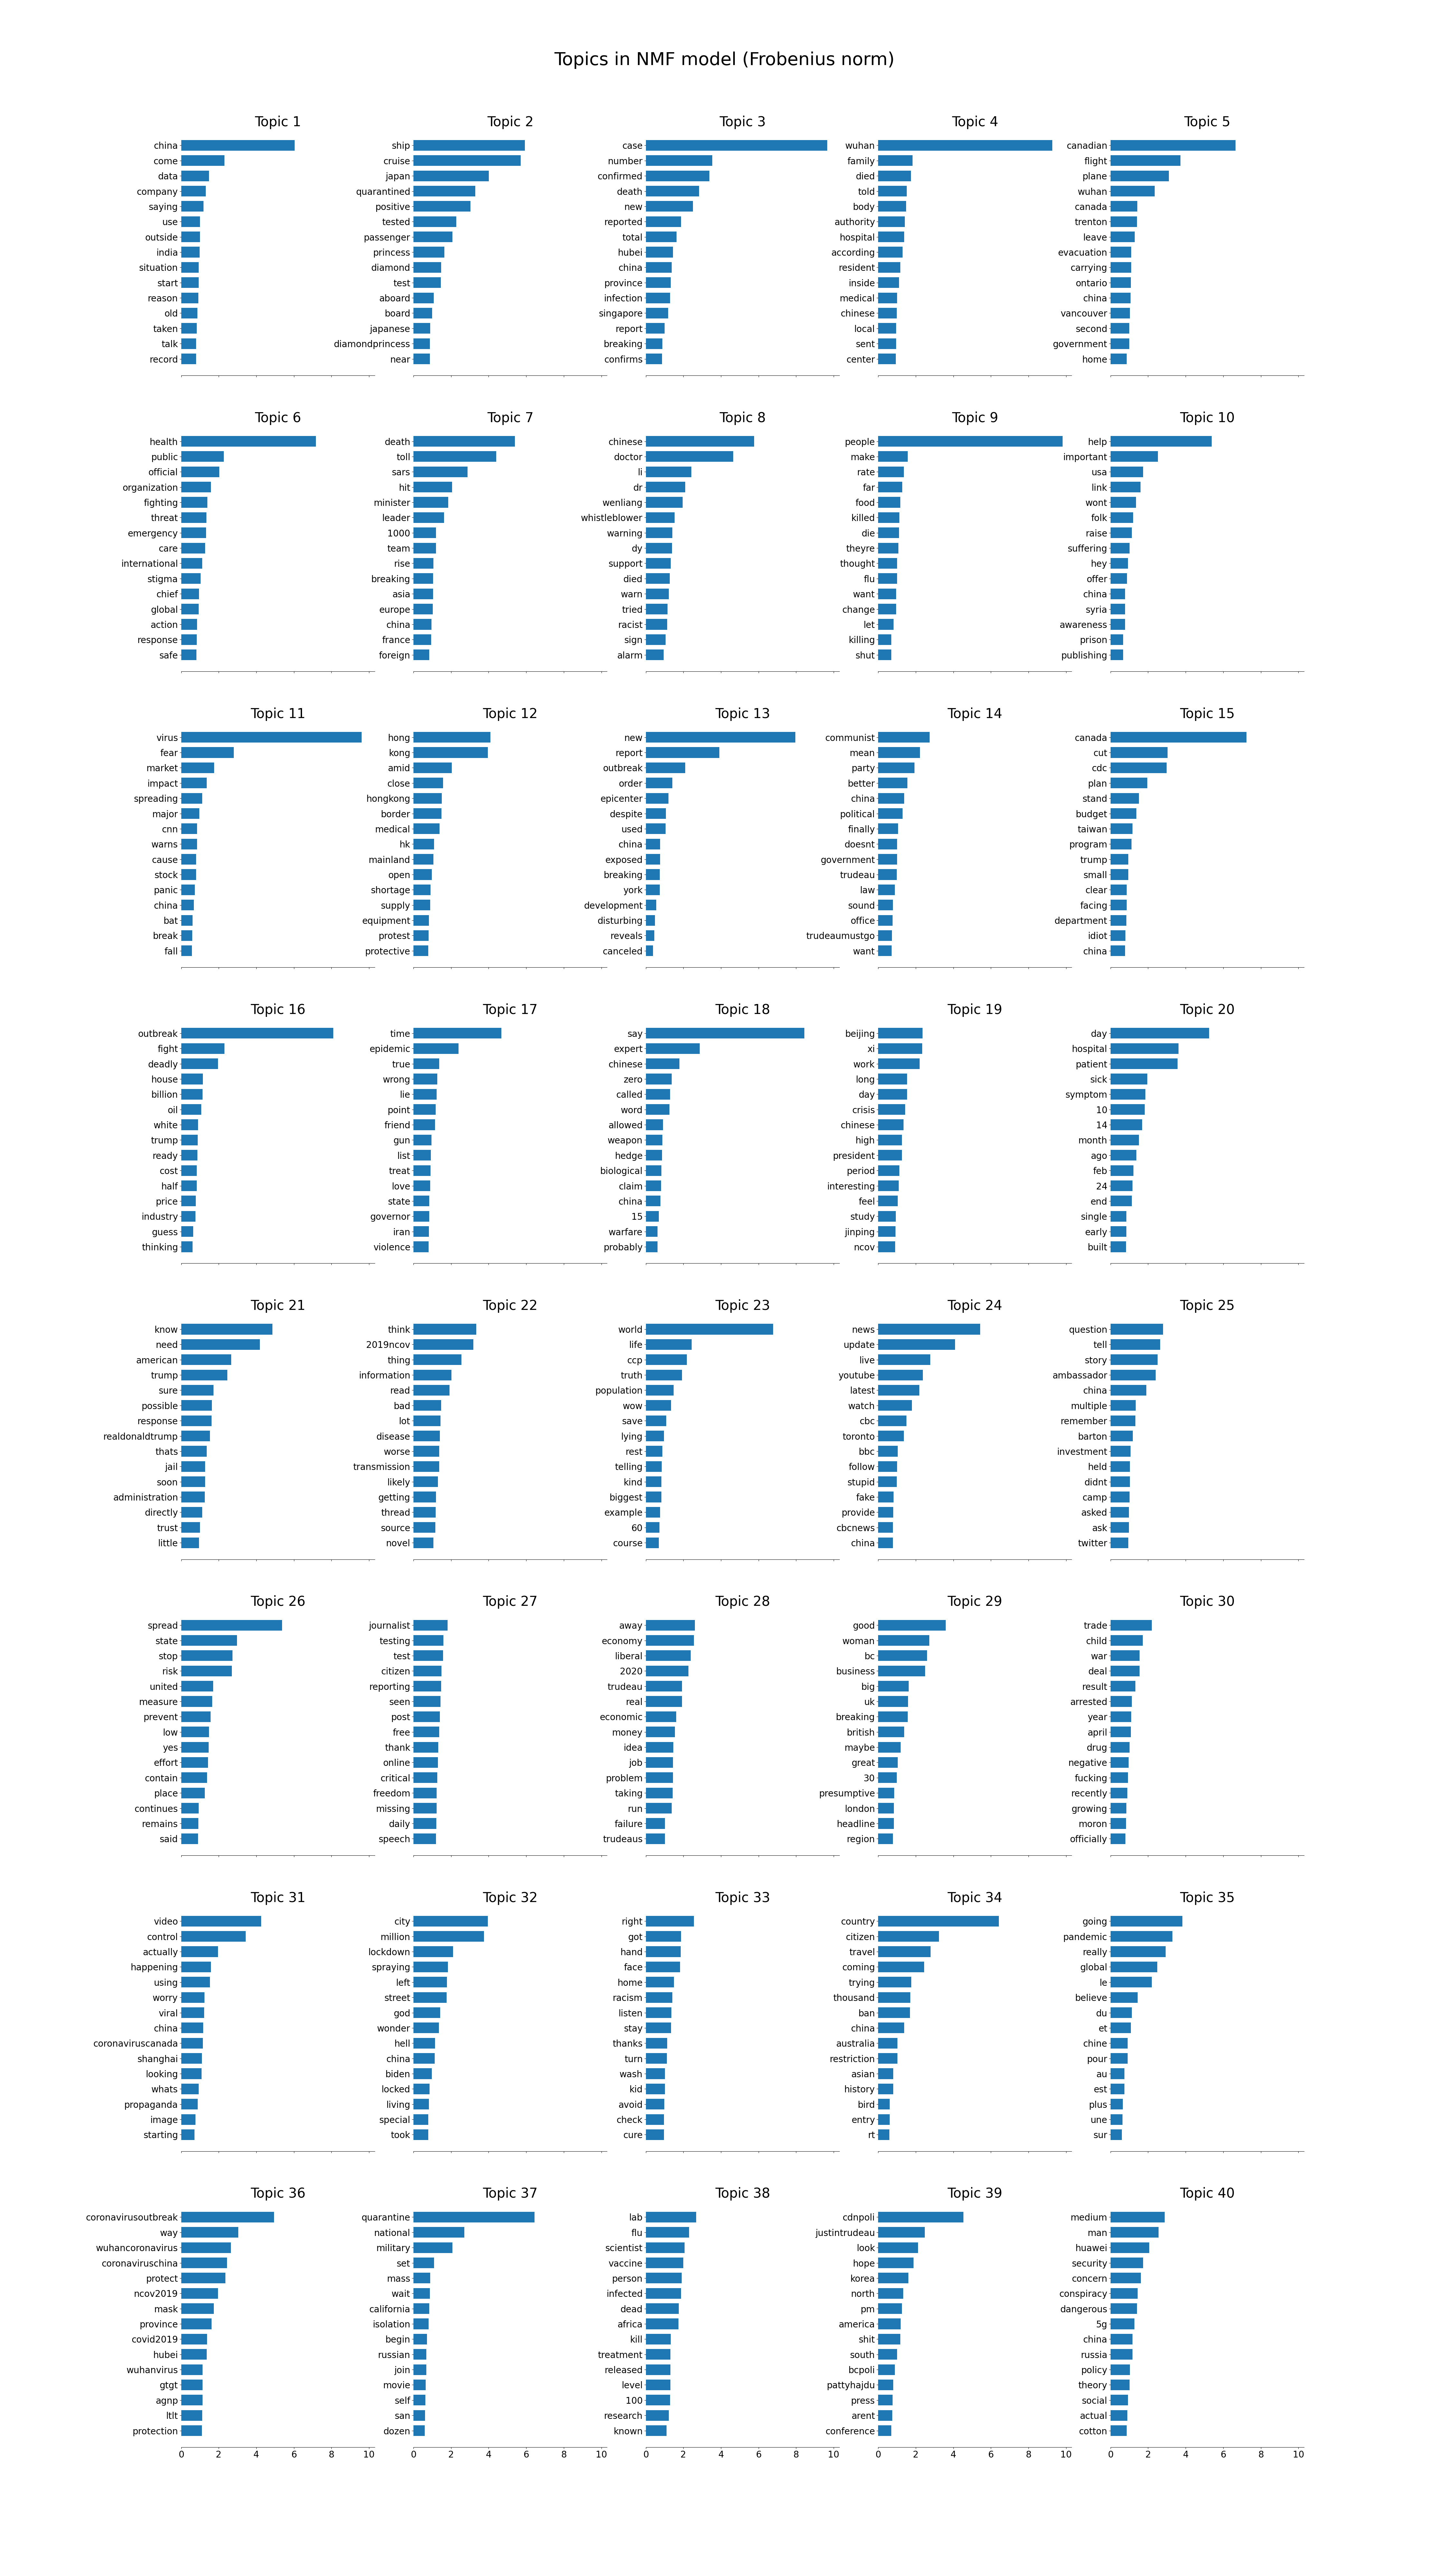 Topics in NMF model (Frobenius norm)
Topic 1
china
come
data
company
saying
use
outside
india
situation
start
reason
old
taken
talk
record
Topic 2
ship
cruise
japan
quarantined
positive
tested
passenger
princess
diamond
test
aboard
board
japanese
diamondprincess
near
Topic 3
case
number
confirmed
death
new
reported
total
hubei
china
province
infection
singapore
report
breaking
confirms
Topic 4
wuhan
family
died
told
body
authority
hospital
according
resident
inside
medical
chinese
local
sent
center
Topic 5
canadian
flight
plane
wuhan
canada
trenton
leave
evacuation
carrying
ontario
china
vancouver
second
government
home
Topic 6
health
public
official
organization
fighting
threat
emergency
care
international
stigma
chief
global
action
response
safe
Topic 7
death
toll
sars
hit
minister
leader
1000
team
rise
breaking
asia
europe
china
france
foreign
Topic 8
chinese
doctor
li
dr
wenliang
whistleblower
warning
dy
support
died
warn
tried
racist
sign
alarm
Topic 9
people
make
rate
far
food
killed
die
theyre
thought
flu
want
change
let
killing
shut
Topic 10
help
important
usa
link
wont
folk
raise
suffering
hey
offer
china
syria
awareness
prison
publishing
Topic 11
virus
fear
market
impact
spreading
major
cnn
warns
cause
stock
panic
china
bat
break
fall
Topic 12
hong
kong
amid
close
hongkong
border
medical
hk
mainland
open
shortage
supply
equipment
protest
protective
Topic 13
new
report
outbreak
order
epicenter
despite
used
china
exposed
breaking
york
development
disturbing
reveals
canceled
Topic 14
communist
mean
party
better
china
political
finally
doesnt
government
trudeau
law
sound
office
trudeaumustgo
want
Topic 15
canada
cut
cdc
plan
stand
budget
taiwan
program
trump
small
clear
facing
department
idiot
china
Topic 16
outbreak
fight
deadly
house
billion
oil
white
trump
ready
cost
half
price
industry
guess
thinking
Topic 17
time
epidemic
true
wrong
lie
point
friend
gun
list
treat
love
state
governor
iran
violence
Topic 18
say
expert
chinese
zero
called
word
allowed
weapon
hedge
biological
claim
china
15
warfare
probably
Topic 19
beijing
xi
work
long
day
crisis
chinese
high
president
period
interesting
feel
study
jinping
ncov
Topic 20
day
hospital
patient
sick
symptom
10
14
month
ago
feb
24
end
single
early
built
Topic 21
know
need
american
trump
sure
possible
response
realdonaldtrump
thats
jail
soon
administration
directly
trust
little
Topic 22
think
2019ncov
thing
information
read
bad
lot
disease
worse
transmission
likely
getting
thread
source
novel
Topic 23
world
life
ccp
truth
population
wow
save
lying
rest
telling
kind
biggest
example
60
course
Topic 24
news
update
live
youtube
latest
watch
cbc
toronto
bbc
follow
stupid
fake
provide
cbcnews
china
Topic 25
question
tell
story
ambassador
china
multiple
remember
barton
investment
held
didnt
camp
asked
ask
twitter
Topic 26
spread
state
stop
risk
united
measure
prevent
low
yes
effort
contain
place
continues
remains
said
Topic 27
journalist
testing
test
citizen
reporting
seen
post
free
thank
online
critical
freedom
missing
daily
speech
Topic 28
away
economy
liberal
2020
trudeau
real
economic
money
idea
job
problem
taking
run
failure
trudeaus
Topic 29
good
woman
bc
business
big
uk
breaking
british
maybe
great
30
presumptive
london
headline
region
Topic 30
trade
child
war
deal
result
arrested
year
april
drug
negative
fucking
recently
growing
moron
officially
Topic 31
video
control
actually
happening
using
worry
viral
china
coronaviruscanada
shanghai
looking
whats
propaganda
image
starting
Topic 32
city
million
lockdown
spraying
left
street
god
wonder
hell
china
biden
locked
living
special
took
Topic 33
right
got
hand
face
home
racism
listen
stay
thanks
turn
wash
kid
avoid
check
cure
Topic 34
country
citizen
travel
coming
trying
thousand
ban
china
australia
restriction
asian
history
bird
entry
rt
Topic 35
going
pandemic
really
global
le
believe
du
et
chine
pour
au
est
plus
une
sur
Topic 36
coronavirusoutbreak
way
wuhancoronavirus
coronaviruschina
protect
ncov2019
mask
province
covid2019
hubei
wuhanvirus
gtgt
agnp
ltlt
protection
0 2 4 6 8 10
Topic 37
quarantine
national
military
set
mass
wait
california
isolation
begin
russian
join
movie
self
san
dozen
0 2 4 6 8 10
Topic 38
lab
flu
scientist
vaccine
person
infected
dead
africa
kill
treatment
released
level
100
research
known
0 2 4 6 8 10
Topic 39
cdnpoli
justintrudeau
look
hope
korea
north
pm
america
shit
south
bcpoli
pattyhajdu
press
arent
conference
0 2 4 6 8 10
Topic 40
medium
man
huawei
security
concern
conspiracy
dangerous
5g
china
russia
policy
theory
social
actual
cotton
0 2 4 6 8 10